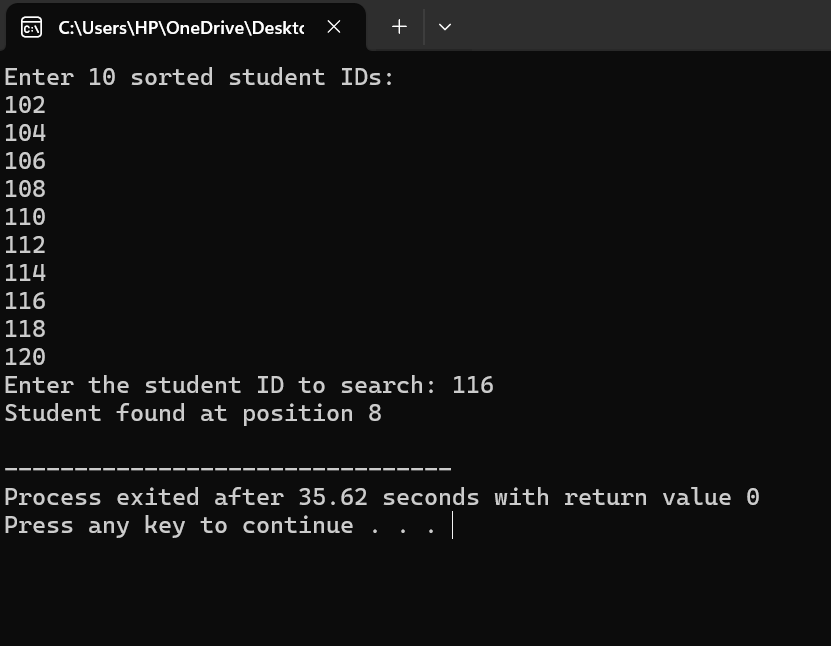 C:\Users\HP\OneDrive\Deskto
Enter 10 sorted student IDs:
102
104
106
108
110
112
114
116
118
120
Enter the student ID to search: 116
Student found at position 8
--------------------------------
Process exited after 35.62 seconds with return value 0
Press any key to continue . . .